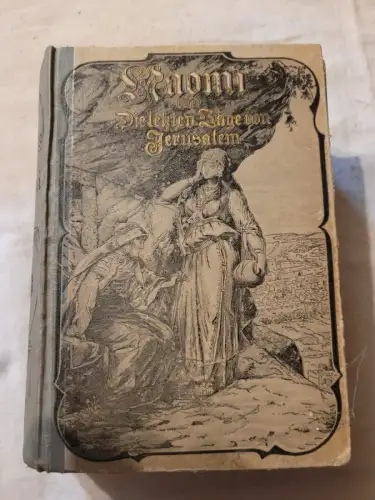 Naomi
Die letzten Tage von
Jerusalem